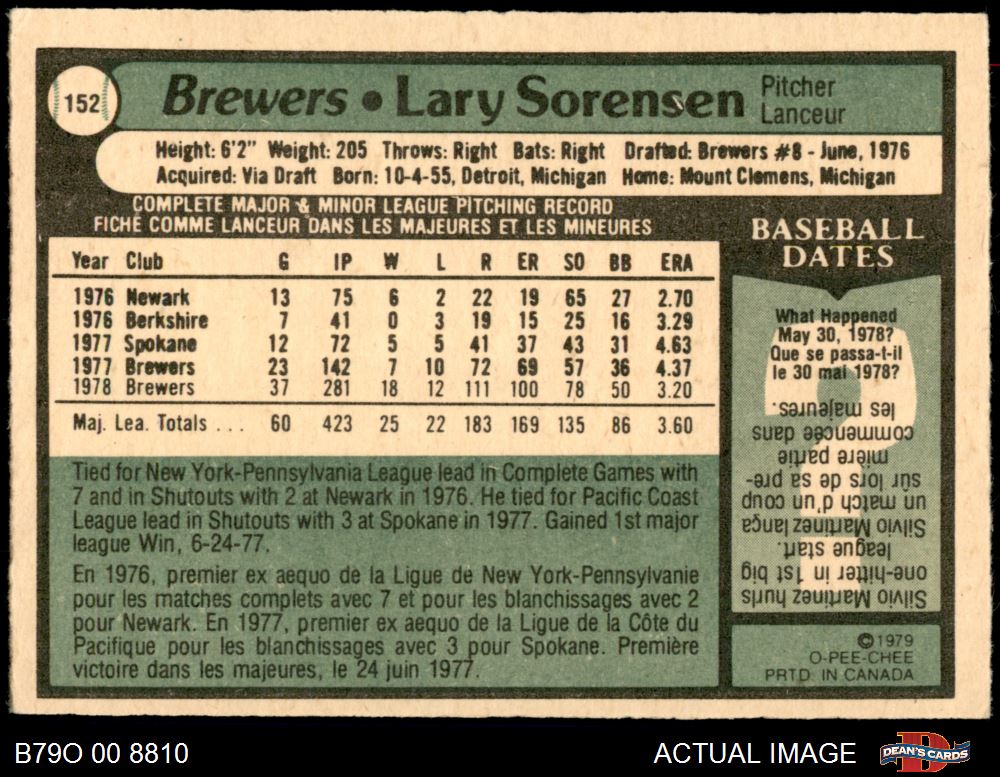 152
Brewers • Lary Sorensen
Pitcher
Lanceur
Height: 6'2" Weight: 205 Throws: Right Bats: Right Drafted: Brewers #8 - June, 1976
Acquired: Via Draft Born: 10-4-55, Detroit, Michigan Home: Mount Clemens, Michigan
COMPLETE MAJOR & MINOR LEAGUE PITCHING RECORD
FICHE COMME LANCEUR DANS LES MAJEURES ET LES MINEURES
Year Club G IP W L R ER SO BB ERA
1976 Newark 13 75 6 2 22 19 65 27 2.70
1976 Berkshire 7 41 0 3 19 15 25 16 3.29
1977 Spokane 12 72 5 5 41 37 43 31 4.63
1977 Brewers 23 142 7 10 72 69 57 36 4.37
1978 Brewers 37 281 18 12 111 100 78 50 3.20
Maj. Lea. Totals ... 60 423 25 22 183 169 135 86 3.60
Tied for New York-Pennsylvania League lead in Complete Games with
7 and in Shutouts with 2 at Newark in 1976. He tied for Pacific Coast
League lead in Shutouts with 3 at Spokane in 1977. Gained 1st major
league Win, 6-24-77.
En 1976, premier ex aequo de la Ligue de New York-Pennsylvanie
pour les matches complets avec 7 et pour les blanchissages avec 2
pour Newark. En 1977, premier ex aequo de la Ligue de la Côte du
Pacifique pour les blanchissages avec 3 pour Spokane. Première
victoire dans les majeures, le 24 juin 1977.
BASEBALL
DATES
What Happened
May 30, 1978?
Que se passa-t-il
le 30 mai 1978?
Silvio Martinez hurls
one-hitter in 1st big
league start.
Silvio Martinez lança
un match d'un coup
sûr lors de sa pre-
mière partie
commencée dans
les majeures.
©1979
O-PEE-CHEE
PRTD. IN CANADA
B79O 00 8810
ACTUAL IMAGE
D
DEAN'S CARDS